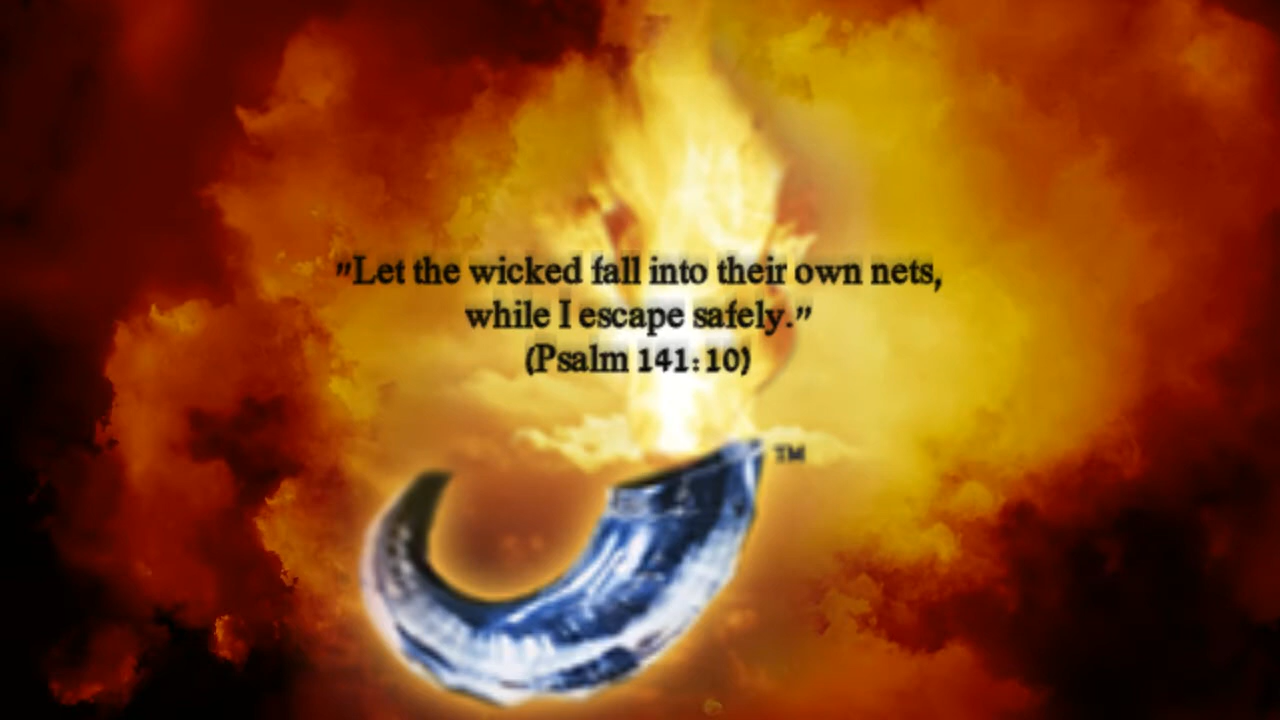 "Let the wicked fall into their own nets,
while I escape safely."
(Psalm 141:10)
TM